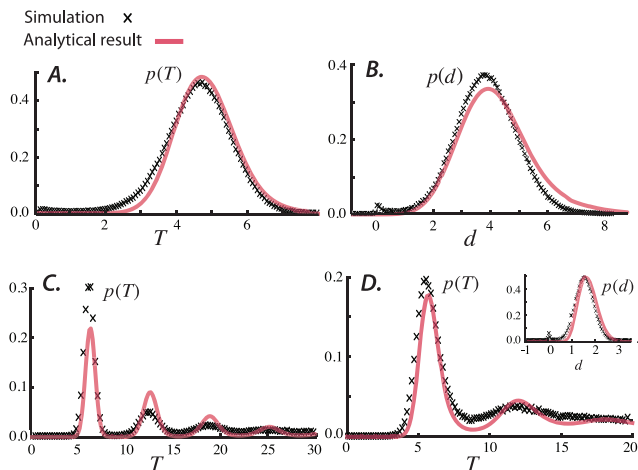 Simulation ×
Analytical result
A.
p(T)
0.4
0.2
0.0
0 2 4 6
T
B.
p(d)
0.4
0.2
0.0
0 2 4 6 8
d
C.
p(T)
0.3
0.2
0.1
0.0
0 5 10 15 20 25 30
T
D.
p(T)
0.2
0.1
0.0
0 5 10 15 20
T
p(d)
0.4
0.2
0.0
-1 0 1 2 3
d